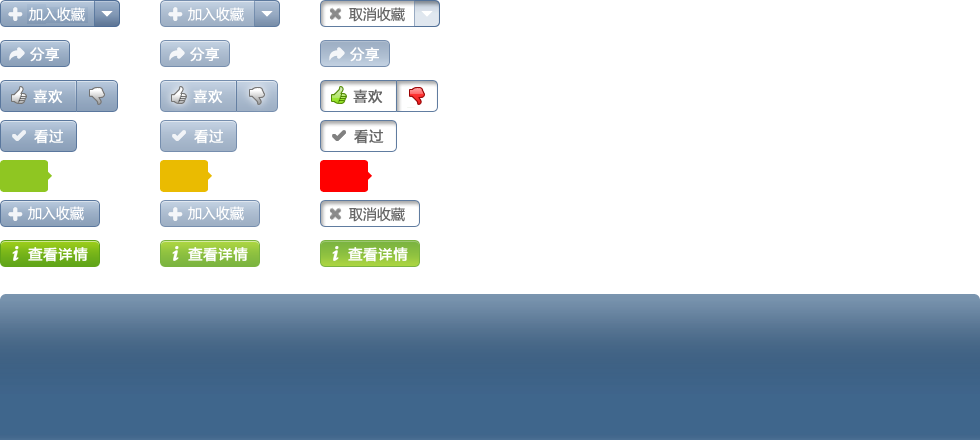 加入收藏 加入收藏 取消收藏
分享 分享 分享
喜欢 喜欢 喜欢
看过 看过 看过
加入收藏 加入收藏 取消收藏
查看详情 查看详情 查看详情